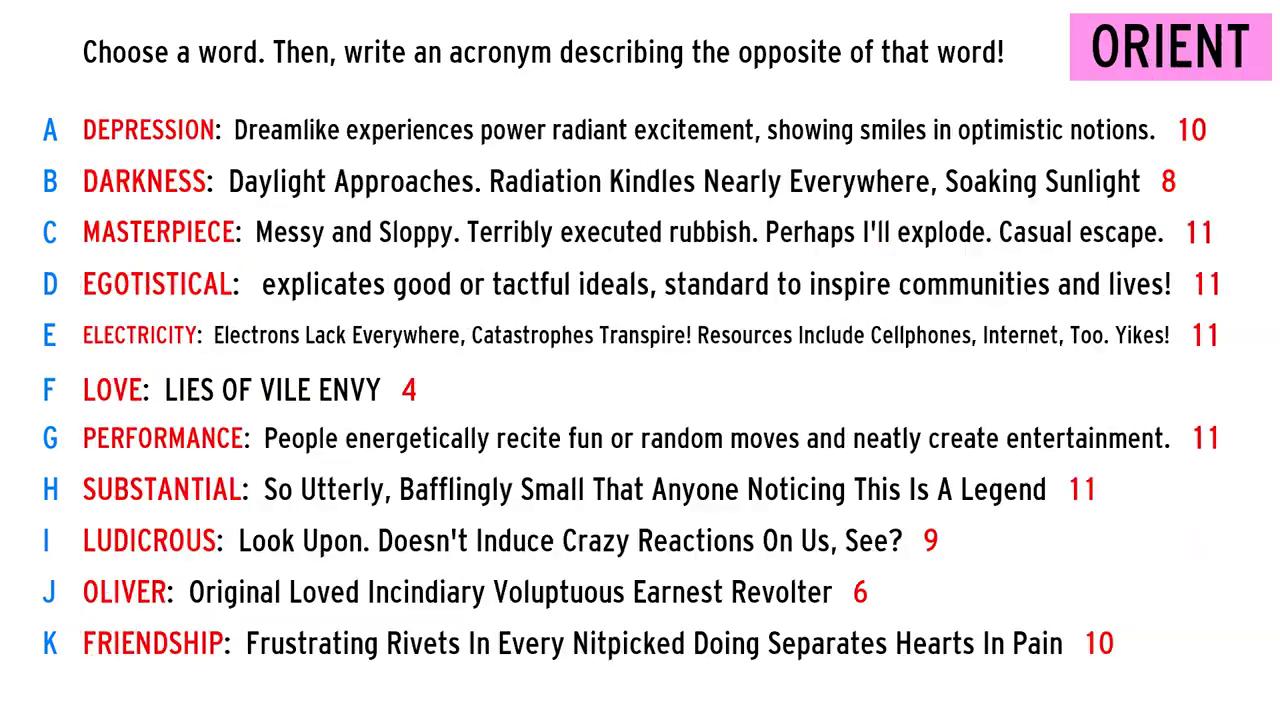 Choose a word. Then, write an acronym describing the opposite of that word!
ORIENT
A DEPRESSION: Dreamlike experiences power radiant excitement, showing smiles in optimistic notions. 10
B DARKNESS: Daylight Approaches. Radiation Kindles Nearly Everywhere, Soaking Sunlight 8
C MASTERPIECE: Messy and Sloppy. Terribly executed rubbish. Perhaps I'll explode. Casual escape. 11
D EGOTISTICAL: explicates good or tactful ideals, standard to inspire communities and lives! 11
E ELECTRICITY: Electrons Lack Everywhere, Catastrophes Transpire! Resources Include Cellphones, Internet, Too. Yikes! 11
F LOVE: LIES OF VILE ENVY 4
G PERFORMANCE: People energetically recite fun or random moves and neatly create entertainment. 11
H SUBSTANTIAL: So Utterly, Bafflingly Small That Anyone Noticing This Is A Legend 11
I LUDICROUS: Look Upon. Doesn't Induce Crazy Reactions On Us, See? 9
J OLIVER: Original Loved Incindiary Voluptuous Earnest Revolter 6
K FRIENDSHIP: Frustrating Rivets In Every Nitpicked Doing Separates Hearts In Pain 10